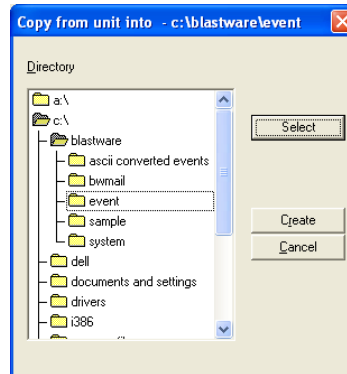 Copy from unit into - c:\blastware\event
Directory
a:\
c:\
blastware
ascii converted events
bwmail
event
sample
system
dell
documents and settings
drivers
i386
Select
Create
Cancel